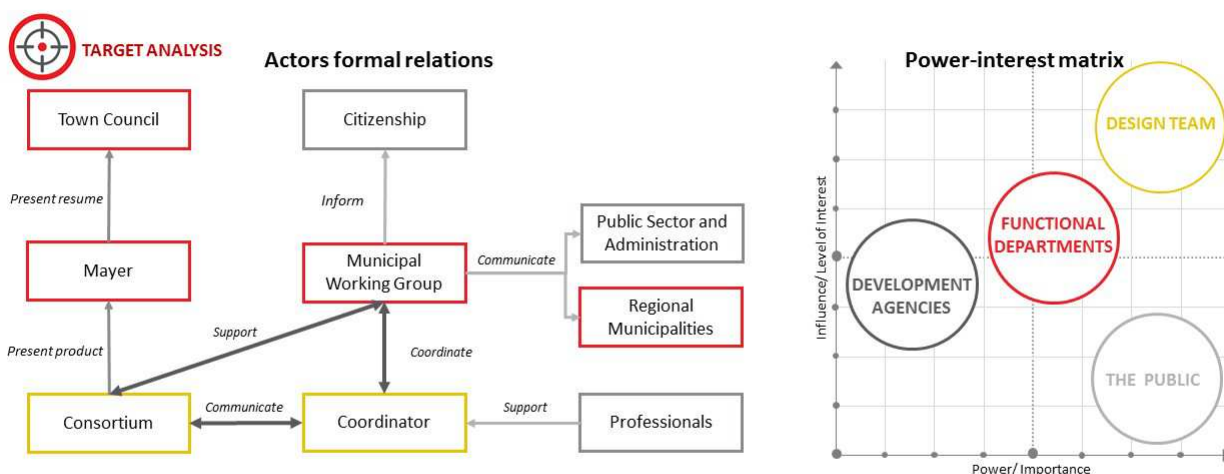 TARGET ANALYSIS
Actors formal relations
Town Council
Citizenship
Present resume
Inform
Public Sector and
Administration
Mayer
Municipal
Working Group
Communicate
Regional
Municipalities
Support
Present product
Coordinate
Consortium
Communicate
Coordinator
Support
Professionals
Power-interest matrix
Influence/ Level of Interest
DESIGN TEAM
FUNCTIONAL
DEPARTMENTS
DEVELOPMENT
AGENCIES
THE PUBLIC
Power/ Importance